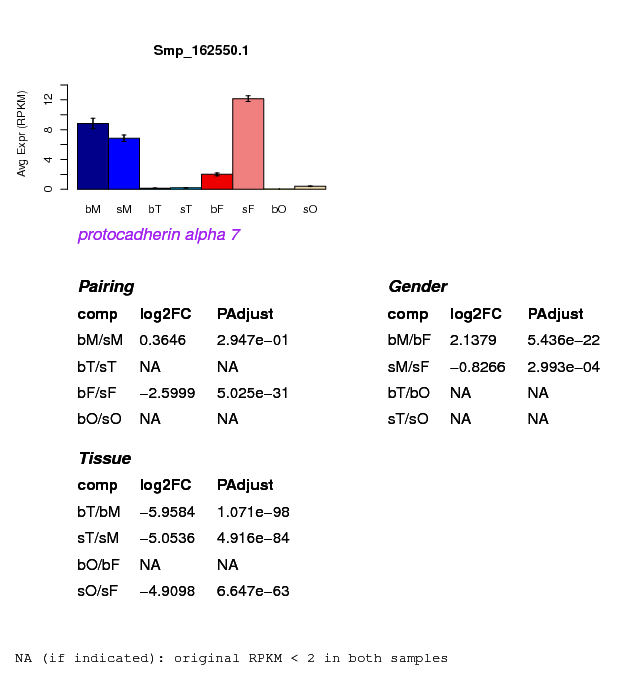 Smp_162550.1
Avg Expr (RPKM)
0 4 8 12
bM sM bT sT bF sF bO sO
protocadherin alpha 7
Pairing
comp log2FC PAdjust
bM/sM 0.3646 2.947e−01
bT/sT NA NA
bF/sF −2.5999 5.025e−31
bO/sO NA NA
Gender
comp log2FC PAdjust
bM/bF 2.1379 5.436e−22
sM/sF −0.8266 2.993e−04
bT/bO NA NA
sT/sO NA NA
Tissue
comp log2FC PAdjust
bT/bM −5.9584 1.071e−98
sT/sM −5.0536 4.916e−84
bO/bF NA NA
sO/sF −4.9098 6.647e−63
NA (if indicated): original RPKM < 2 in both samples